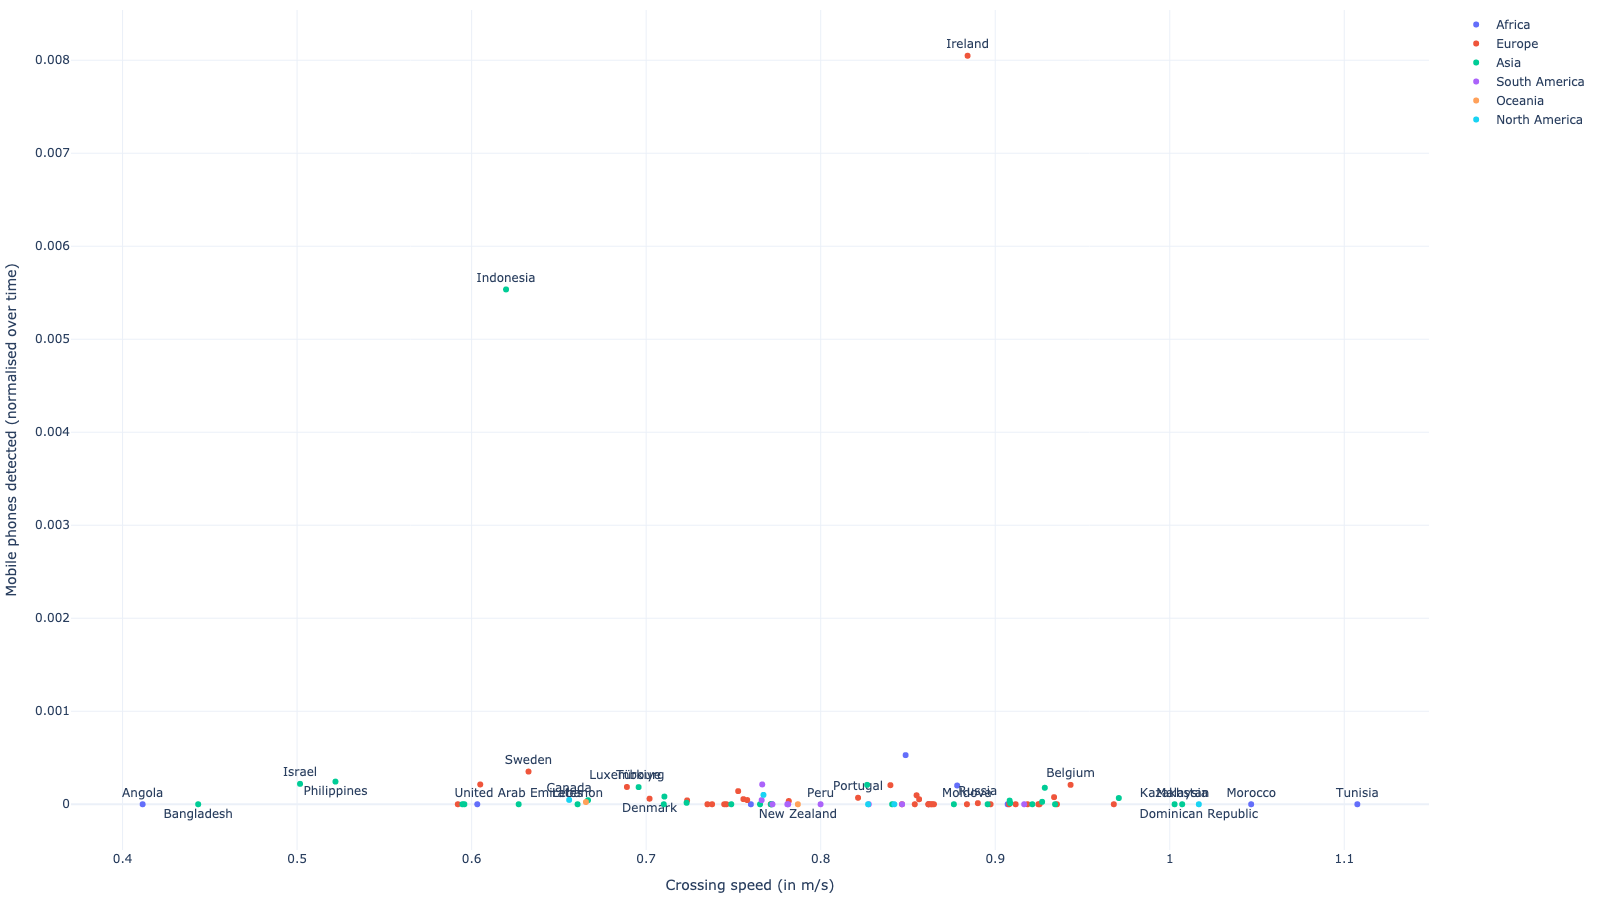 Ireland
Indonesia
Sweden
Israel
Luxembourg
Türkiye
Belgium
Philippines
Canada
Portugal
Russia
Angola
United Arab Emirates
Lebanon
Peru
Moldova
Kazakhstan
Malaysia
Morocco
Tunisia
Bangladesh
Denmark
New Zealand
Dominican Republic
0.008
0.007
0.006
0.005
0.004
0.003
0.002
0.001
0
Mobile phones detected (normalised over time)
0.4 0.5 0.6 0.7 0.8 0.9 1 1.1
Crossing speed (in m/s)
Africa
Europe
Asia
South America
Oceania
North America